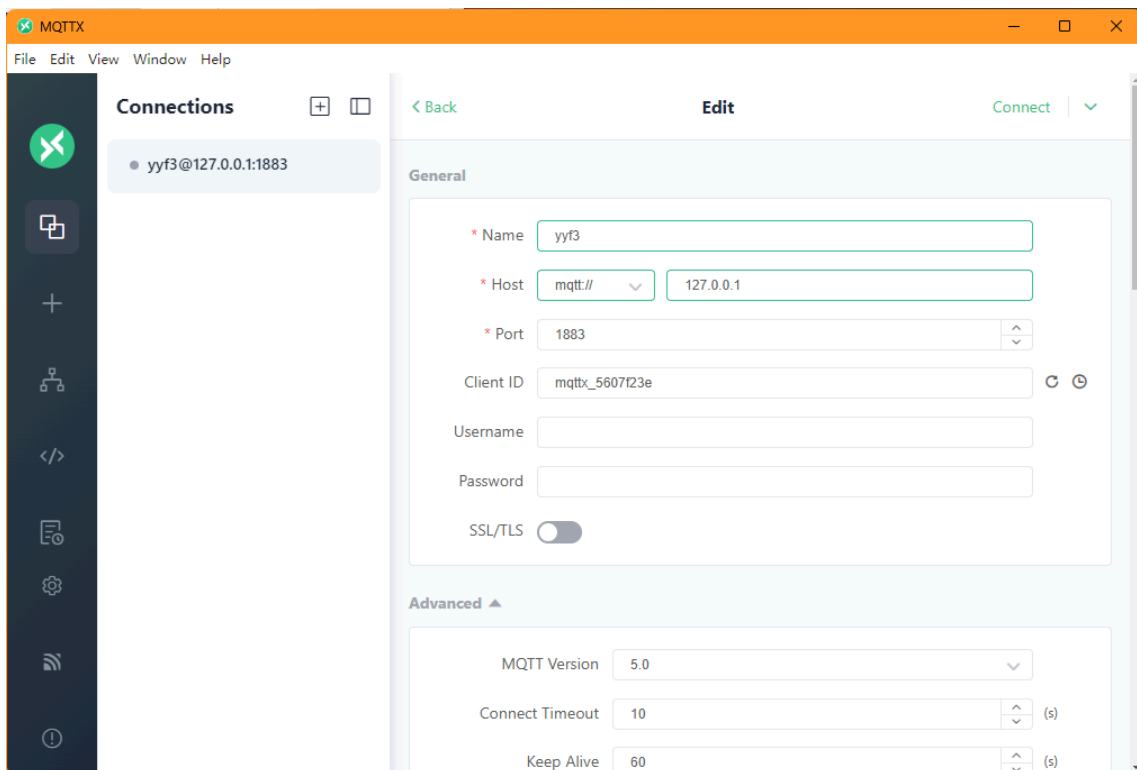 MQTTX
File Edit View Window Help
Connections
< Back
Edit
Connect
yyf3@127.0.0.1:1883
General
* Name yyf3
* Host mqtt:// 127.0.0.1
* Port 1883
Client ID mqttx_5607f23e
Username
Password
SSL/TLS
Advanced
MQTT Version 5.0
Connect Timeout 10 (s)
Keep Alive 60 (s)